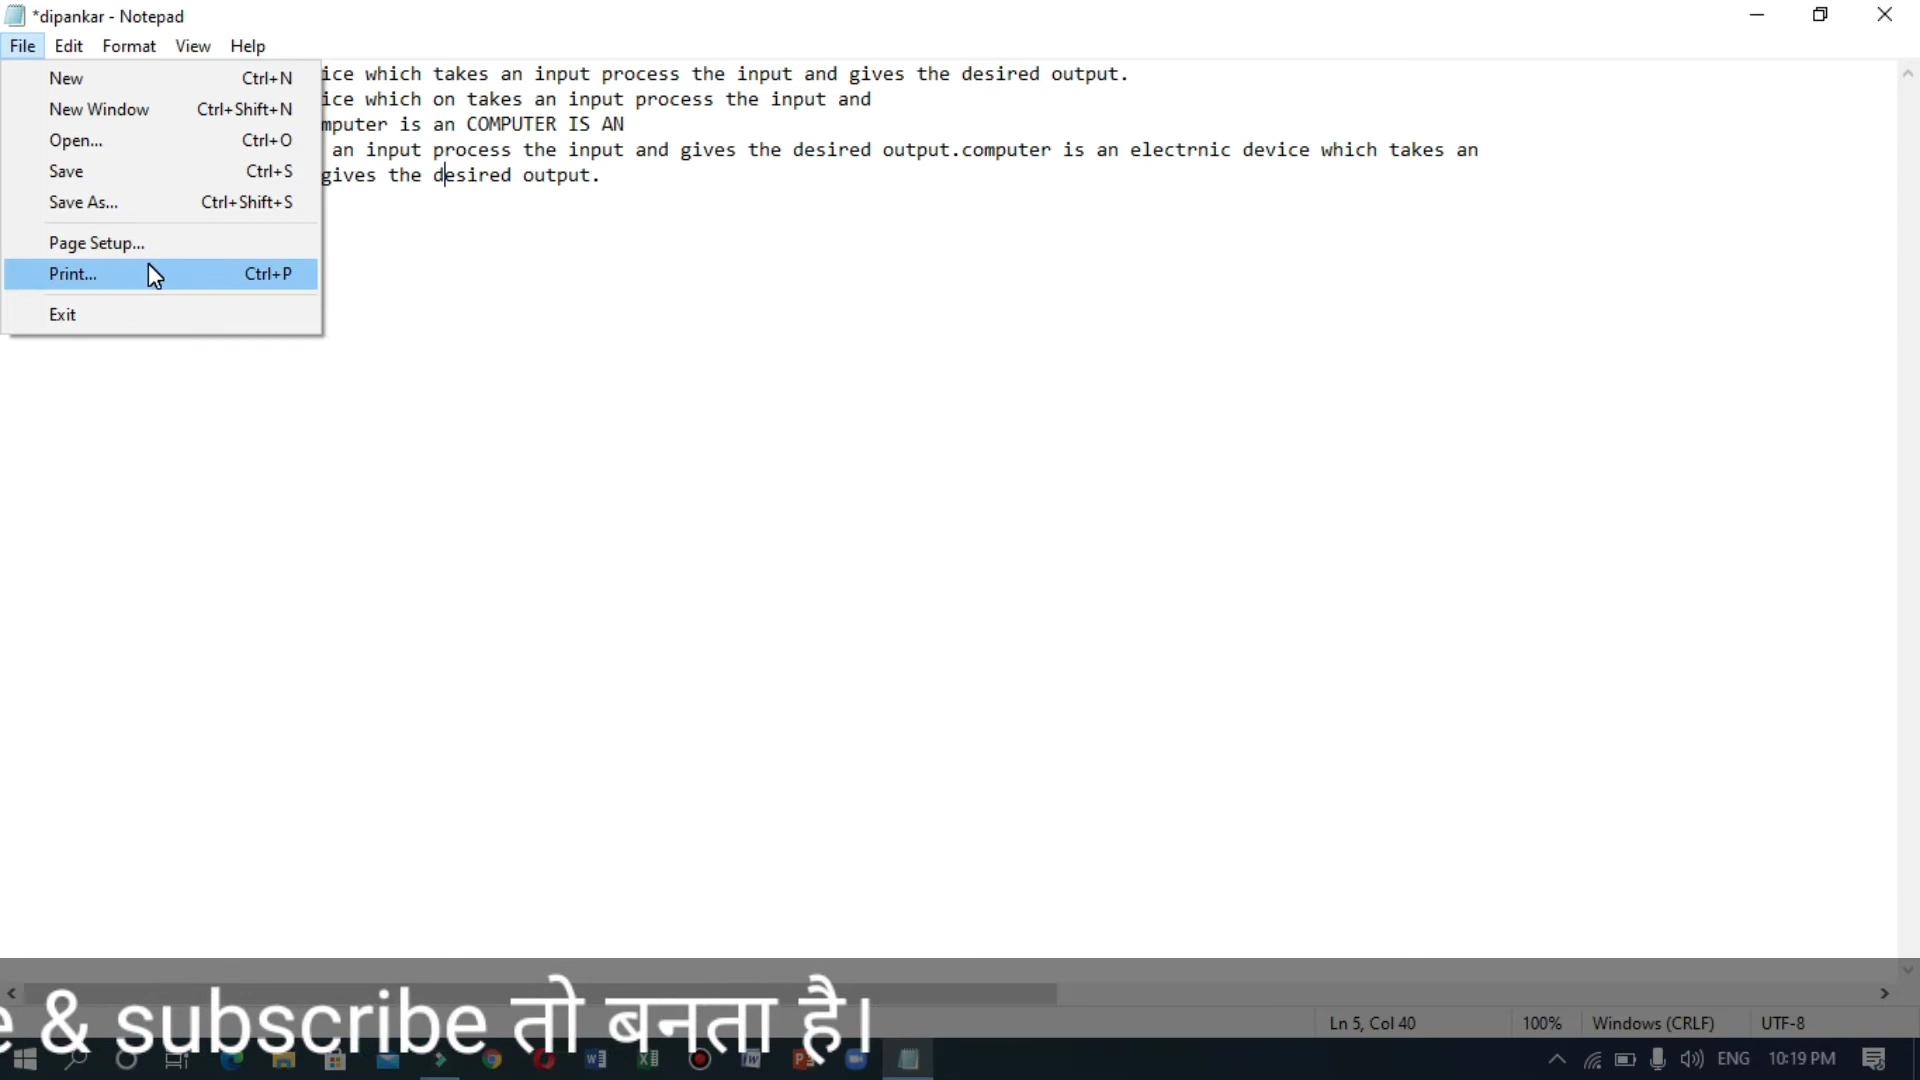 *dipankar - Notepad
File Edit Format View Help
New Ctrl+N
New Window Ctrl+Shift+N
Open... Ctrl+O
Save Ctrl+S
Save As... Ctrl+Shift+S
Page Setup...
Print... Ctrl+P
Exit
ice which takes an input process the input and gives the desired output.
ice which on takes an input process the input and
mputer is an COMPUTER IS AN
an input process the input and gives the desired output.computer is an electrnic device which takes an
gives the desired output.
e & subscribe तो बनता है।
Ln 5, Col 40 100% Windows (CRLF) UTF-8
ENG 10:19 PM